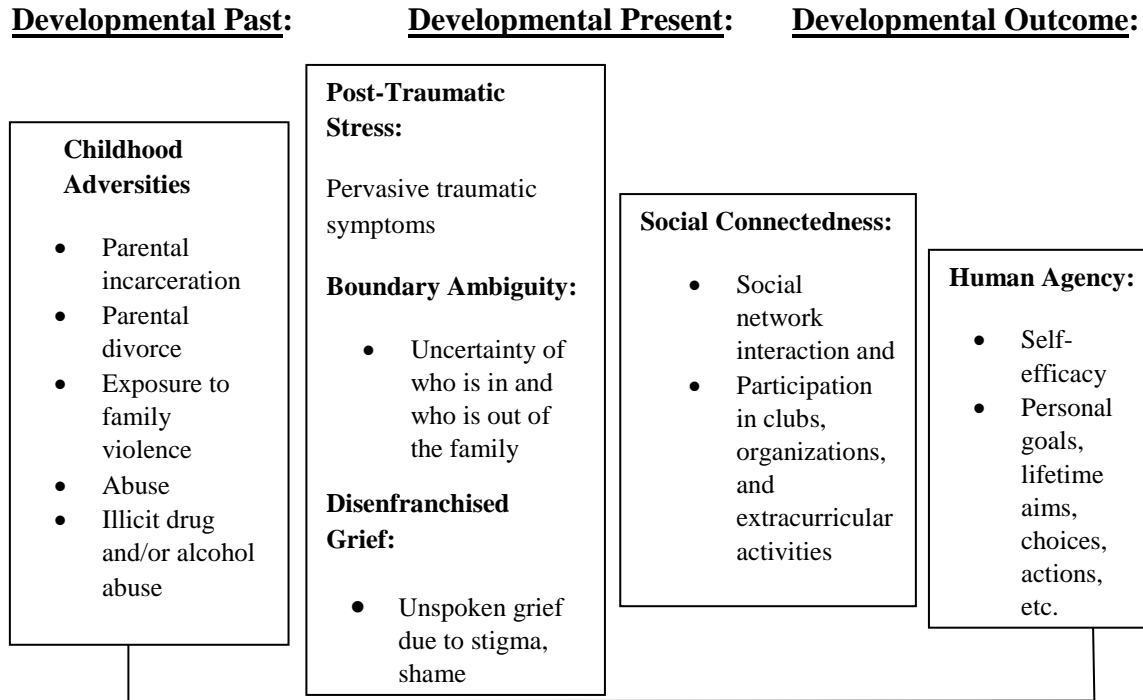 Developmental Past:
Developmental Present:
Developmental Outcome:
Childhood
Adversities
• Parental
incarceration
• Parental
divorce
• Exposure to
family
violence
• Abuse
• Illicit drug
and/or alcohol
abuse
Post-Traumatic
Stress:
Pervasive traumatic
symptoms
Boundary Ambiguity:
• Uncertainty of
who is in and
who is out of
the family
Disenfranchised
Grief:
• Unspoken grief
due to stigma,
shame
Social Connectedness:
• Social
network
interaction and
• Participation
in clubs,
organizations,
and
extracurricular
activities
Human Agency:
• Self-
efficacy
• Personal
goals,
lifetime
aims,
choices,
actions,
etc.